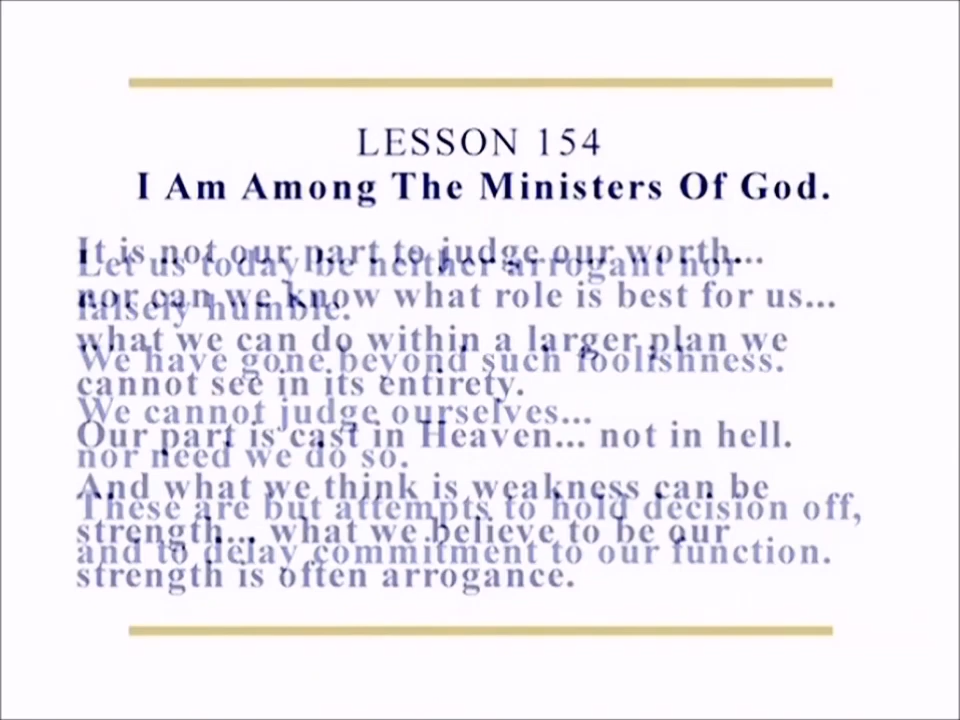 LESSON 154
I Am Among The Ministers Of God.
Let us today be neither arrogant nor
falsely humble.
We have gone beyond such foolishness.
We cannot judge ourselves...
nor need we do so.
These are but attempts to hold decision off,
and to delay commitment to our function.
It is not our part to judge our worth...
nor can we know what role is best for us...
what we can do within a larger plan we
cannot see in its entirety.
Our part is cast in Heaven... not in hell.
And what we think is weakness can be
strength... what we believe to be our
strength is often arrogance.